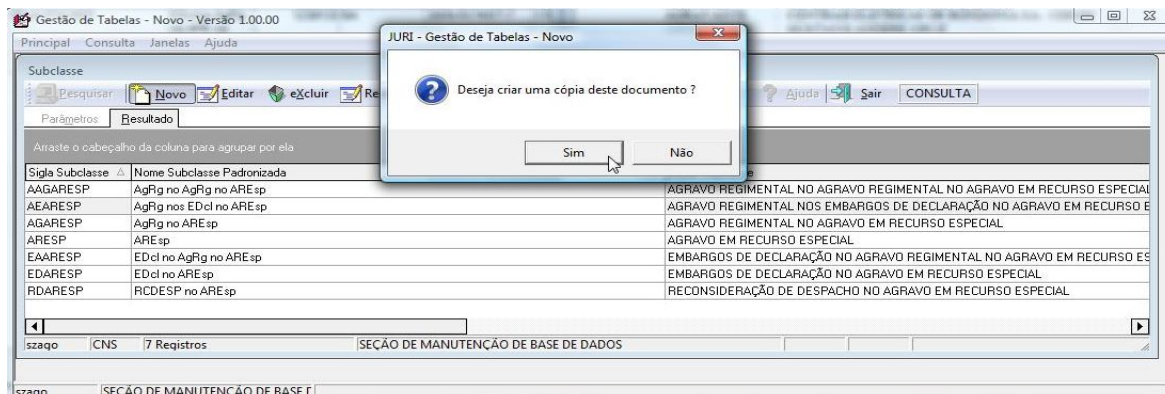 Gestão de Tabelas - Novo - Versão 1.00.00
Principal Consulta Janelas Ajuda
JURI - Gestão de Tabelas - Novo
Deseja criar uma cópia deste documento ?
Sim Não
Subclasse
Pesquisar Novo Editar eXcluir Re Ajuda Sair CONSULTA
Parâmetros Resultado
Arraste o cabeçalho da coluna para agrupar por ela
Sigla Subclasse Nome Subclasse Padronizada
AAGARESP AgRg no AgRg no AREsp AGRAVO REGIMENTAL NO AGRAVO REGIMENTAL NO AGRAVO EM RECURSO ESPECIAL
AEARESP AgRg nos EDcl no AREsp AGRAVO REGIMENTAL NOS EMBARGOS DE DECLARAÇÃO NO AGRAVO EM RECURSO E
AGARESP AgRg no AREsp AGRAVO REGIMENTAL NO AGRAVO EM RECURSO ESPECIAL
ARESP AREsp AGRAVO EM RECURSO ESPECIAL
EAARESP EDcl no AgRg no AREsp EMBARGOS DE DECLARAÇÃO NO AGRAVO REGIMENTAL NO AGRAVO EM RECURSO ES
EDARESP EDcl no AREsp EMBARGOS DE DECLARAÇÃO NO AGRAVO EM RECURSO ESPECIAL
RDARESP RCDESP no AREsp RECONSIDERAÇÃO DE DESPACHO NO AGRAVO EM RECURSO ESPECIAL
szago CNS 7 Registros SEÇÃO DE MANUTENÇÃO DE BASE DE DADOS
szago SEÇÃO DE MANUTENÇÃO DE BASE D